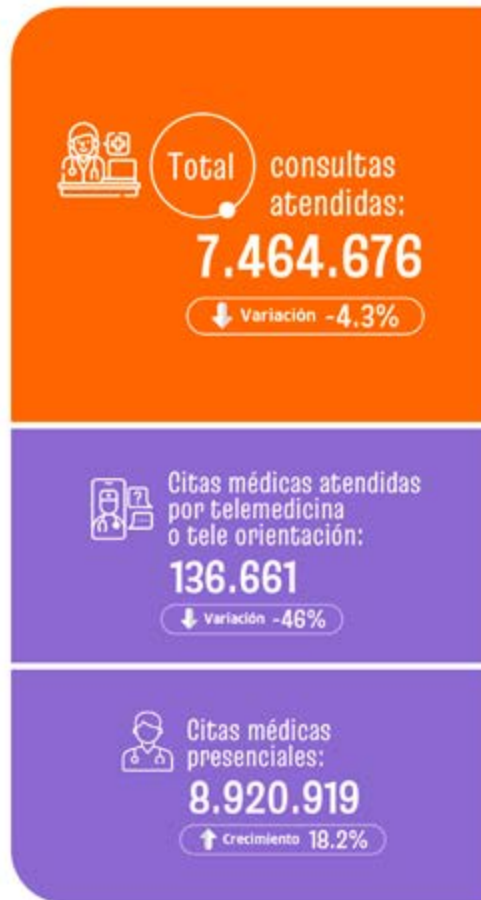 Total
consultas
atendidas:
7.464.676
Variación -4.3%
Citas médicas atendidas
por telemedicina
o tele orientación:
136.661
Variación -46%
Citas médicas
presenciales:
8.920.919
Crecimiento 18.2%